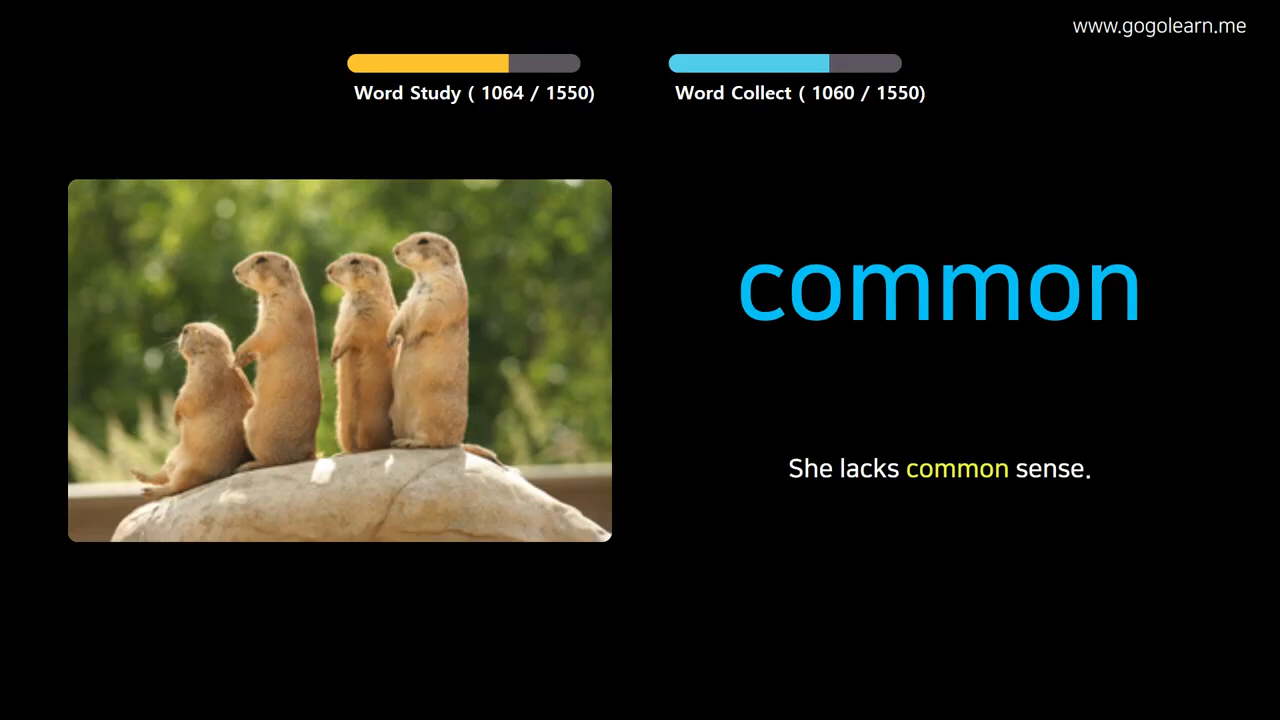 www.gogolearn.me
Word Study ( 1064 / 1550)
Word Collect ( 1060 / 1550)
common
She lacks common sense.